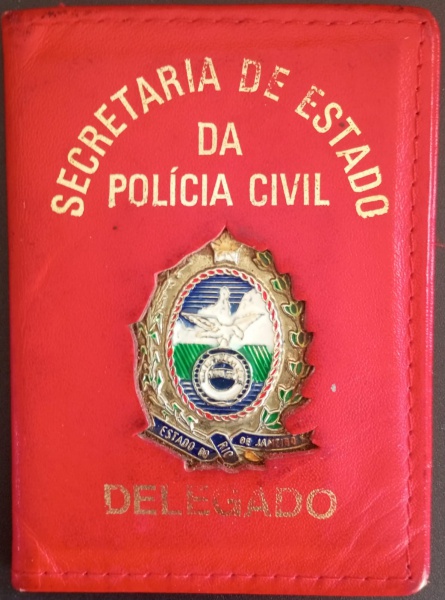 SECRETARIA DE ESTADO
DA
POLÍCIA CIVIL
ESTADO DO RIO DE JANEIRO
DELEGADO